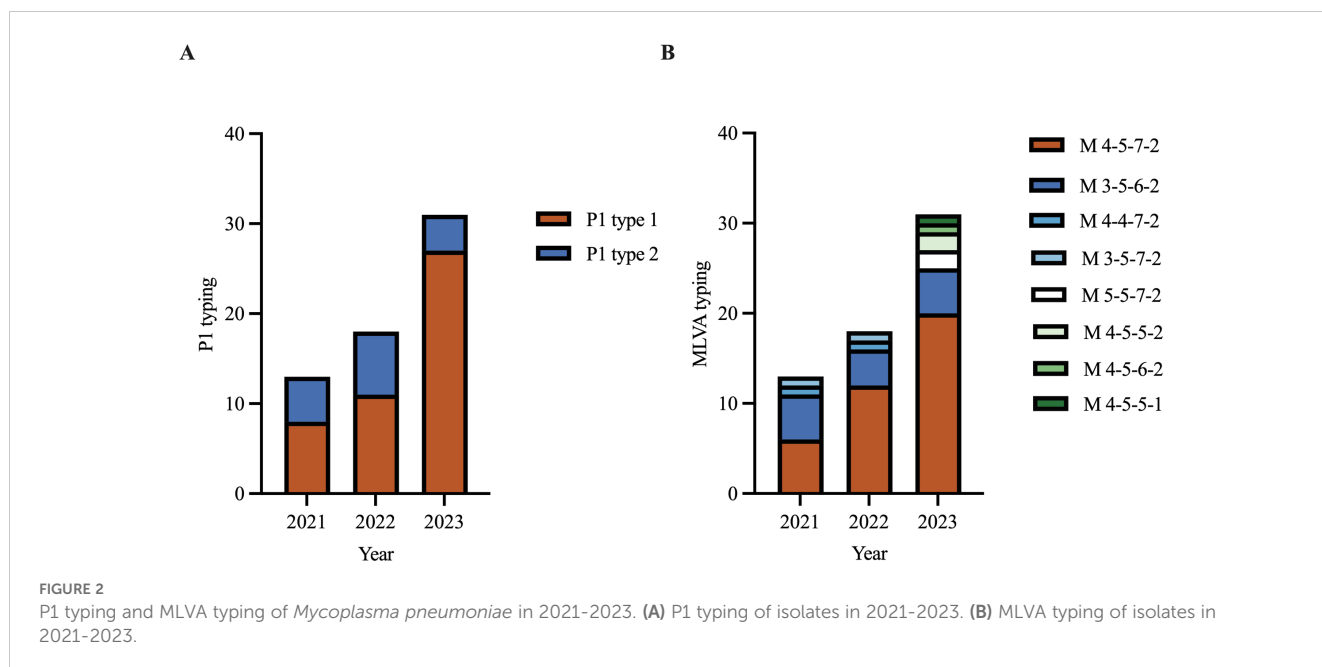 A
B
40
30
20
10
0
P1 typing
2021
2022
2023
Year
P1 type 1
P1 type 2
40
30
20
10
0
MLVA typing
2021
2022
2023
Year
M 4-5-7-2
M 3-5-6-2
M 4-4-7-2
M 3-5-7-2
M 5-5-7-2
M 4-5-5-2
M 4-5-6-2
M 4-5-5-1
FIGURE 2
P1 typing and MLVA typing of Mycoplasma pneumoniae in 2021-2023. (A) P1 typing of isolates in 2021-2023. (B) MLVA typing of isolates in
2021-2023.